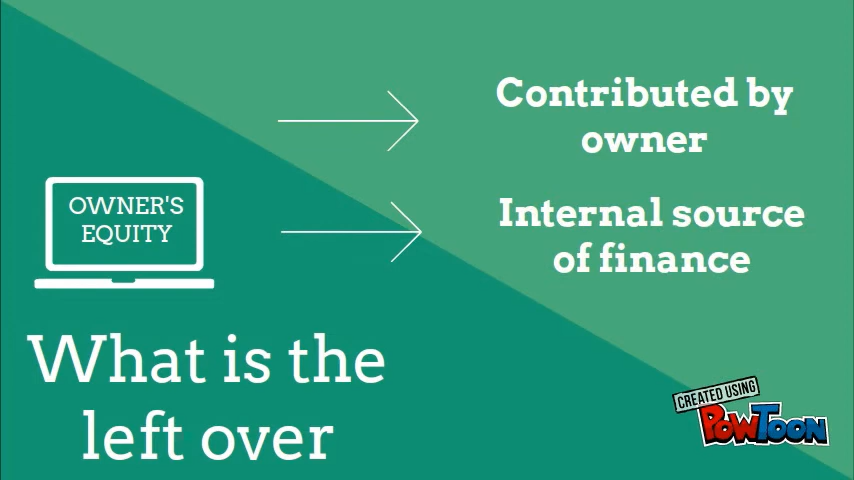 Contributed by
owner
OWNER'S
EQUITY
Internal source
of finance
What is the
left over
CREATED USING
POWTOON